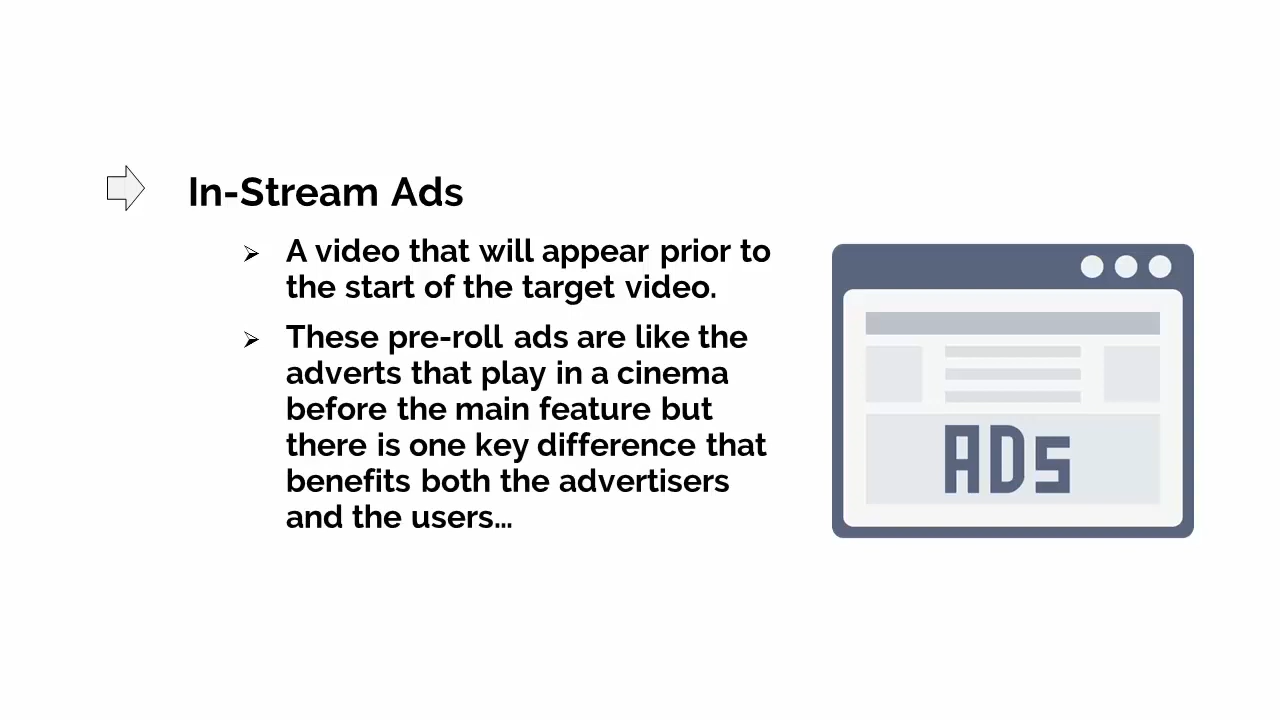 In-Stream Ads
A video that will appear prior to
the start of the target video.
These pre-roll ads are like the
adverts that play in a cinema
before the main feature but
there is one key difference that
benefits both the advertisers
and the users…
ADs